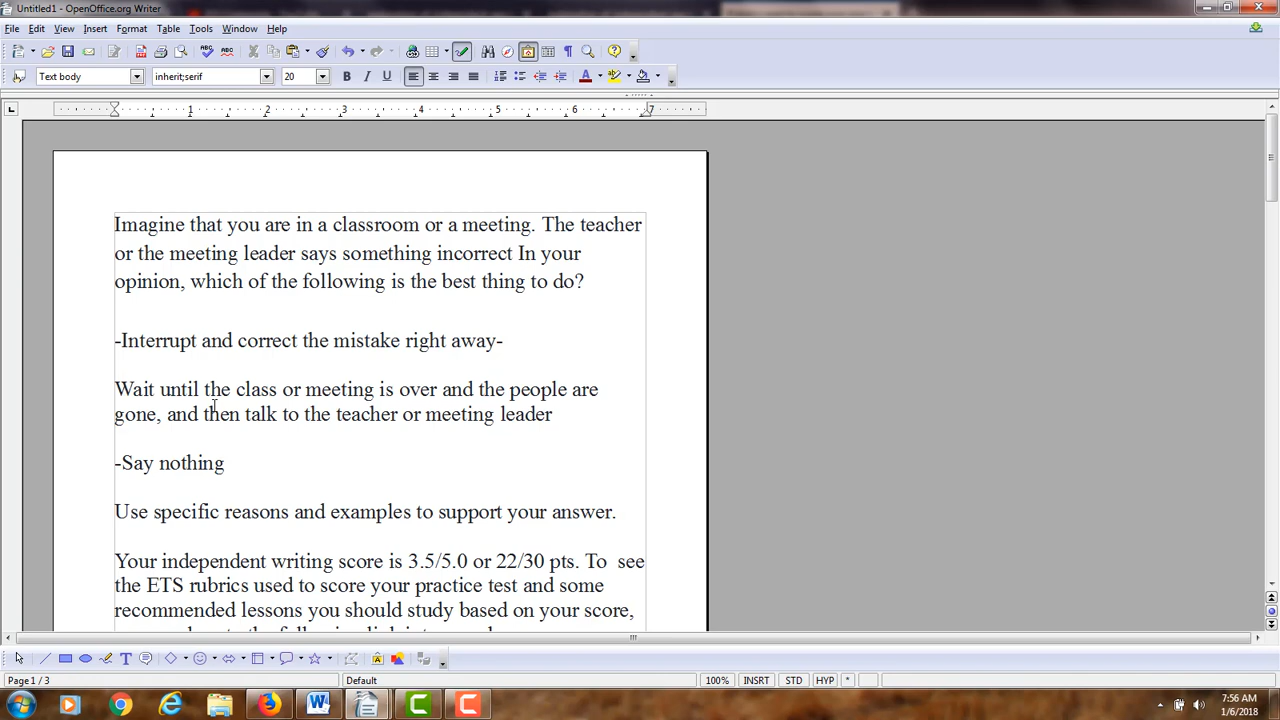 Untitled1 - OpenOffice.org Writer
File Edit View Insert Format Table Tools Window Help
Text body inherit;serif 20
1 2 3 4 5 6 7
Imagine that you are in a classroom or a meeting. The teacher
or the meeting leader says something incorrect In your
opinion, which of the following is the best thing to do?
-Interrupt and correct the mistake right away-
Wait until the class or meeting is over and the people are
gone, and then talk to the teacher or meeting leader
-Say nothing
Use specific reasons and examples to support your answer.
Your independent writing score is 3.5/5.0 or 22/30 pts. To  see
the ETS rubrics used to score your practice test and some
recommended lessons you should study based on your score,
Page 1 / 3 Default 100% INSRT STD HYP *
7:56 AM
1/6/2018